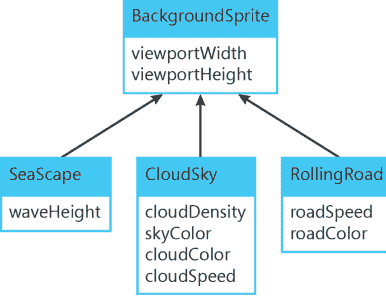 BackgroundSprite
viewportWidth
viewportHeight
SeaScape
waveHeight
CloudSky
cloudDensity
skyColor
cloudColor
cloudSpeed
RollingRoad
roadSpeed
roadColor